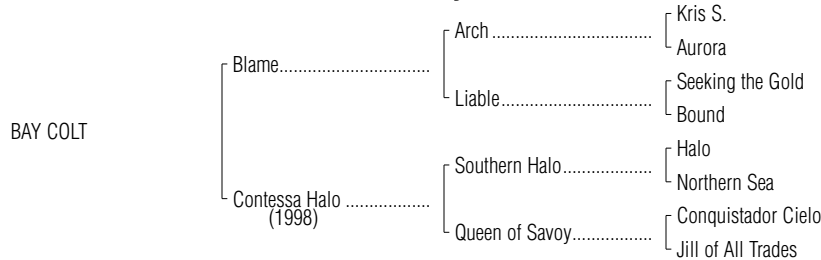 Kris S.
Arch
Aurora
Blame
Seeking the Gold
Liable
Bound
BAY COLT
Halo
Southern Halo
Northern Sea
Contessa Halo
(1998)
Conquistador Cielo
Queen of Savoy
Jill of All Trades